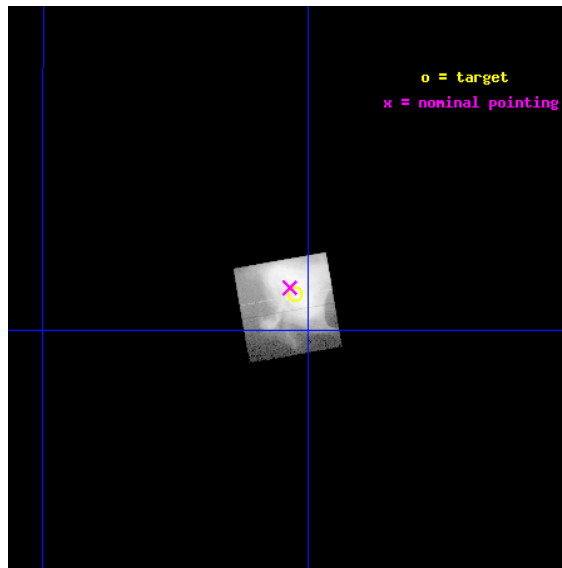 o = target
x = nominal pointing